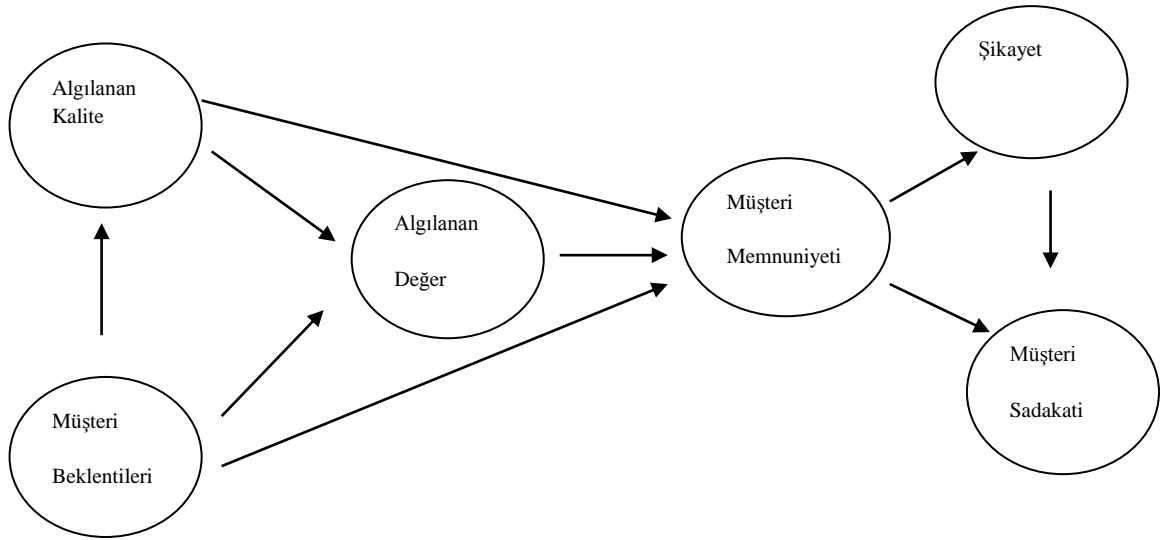 Şikayet
Algılanan
Kalite
Müşteri
Memnuniyeti
Algılanan
Değer
Müşteri
Sadakati
Müşteri
Beklentileri